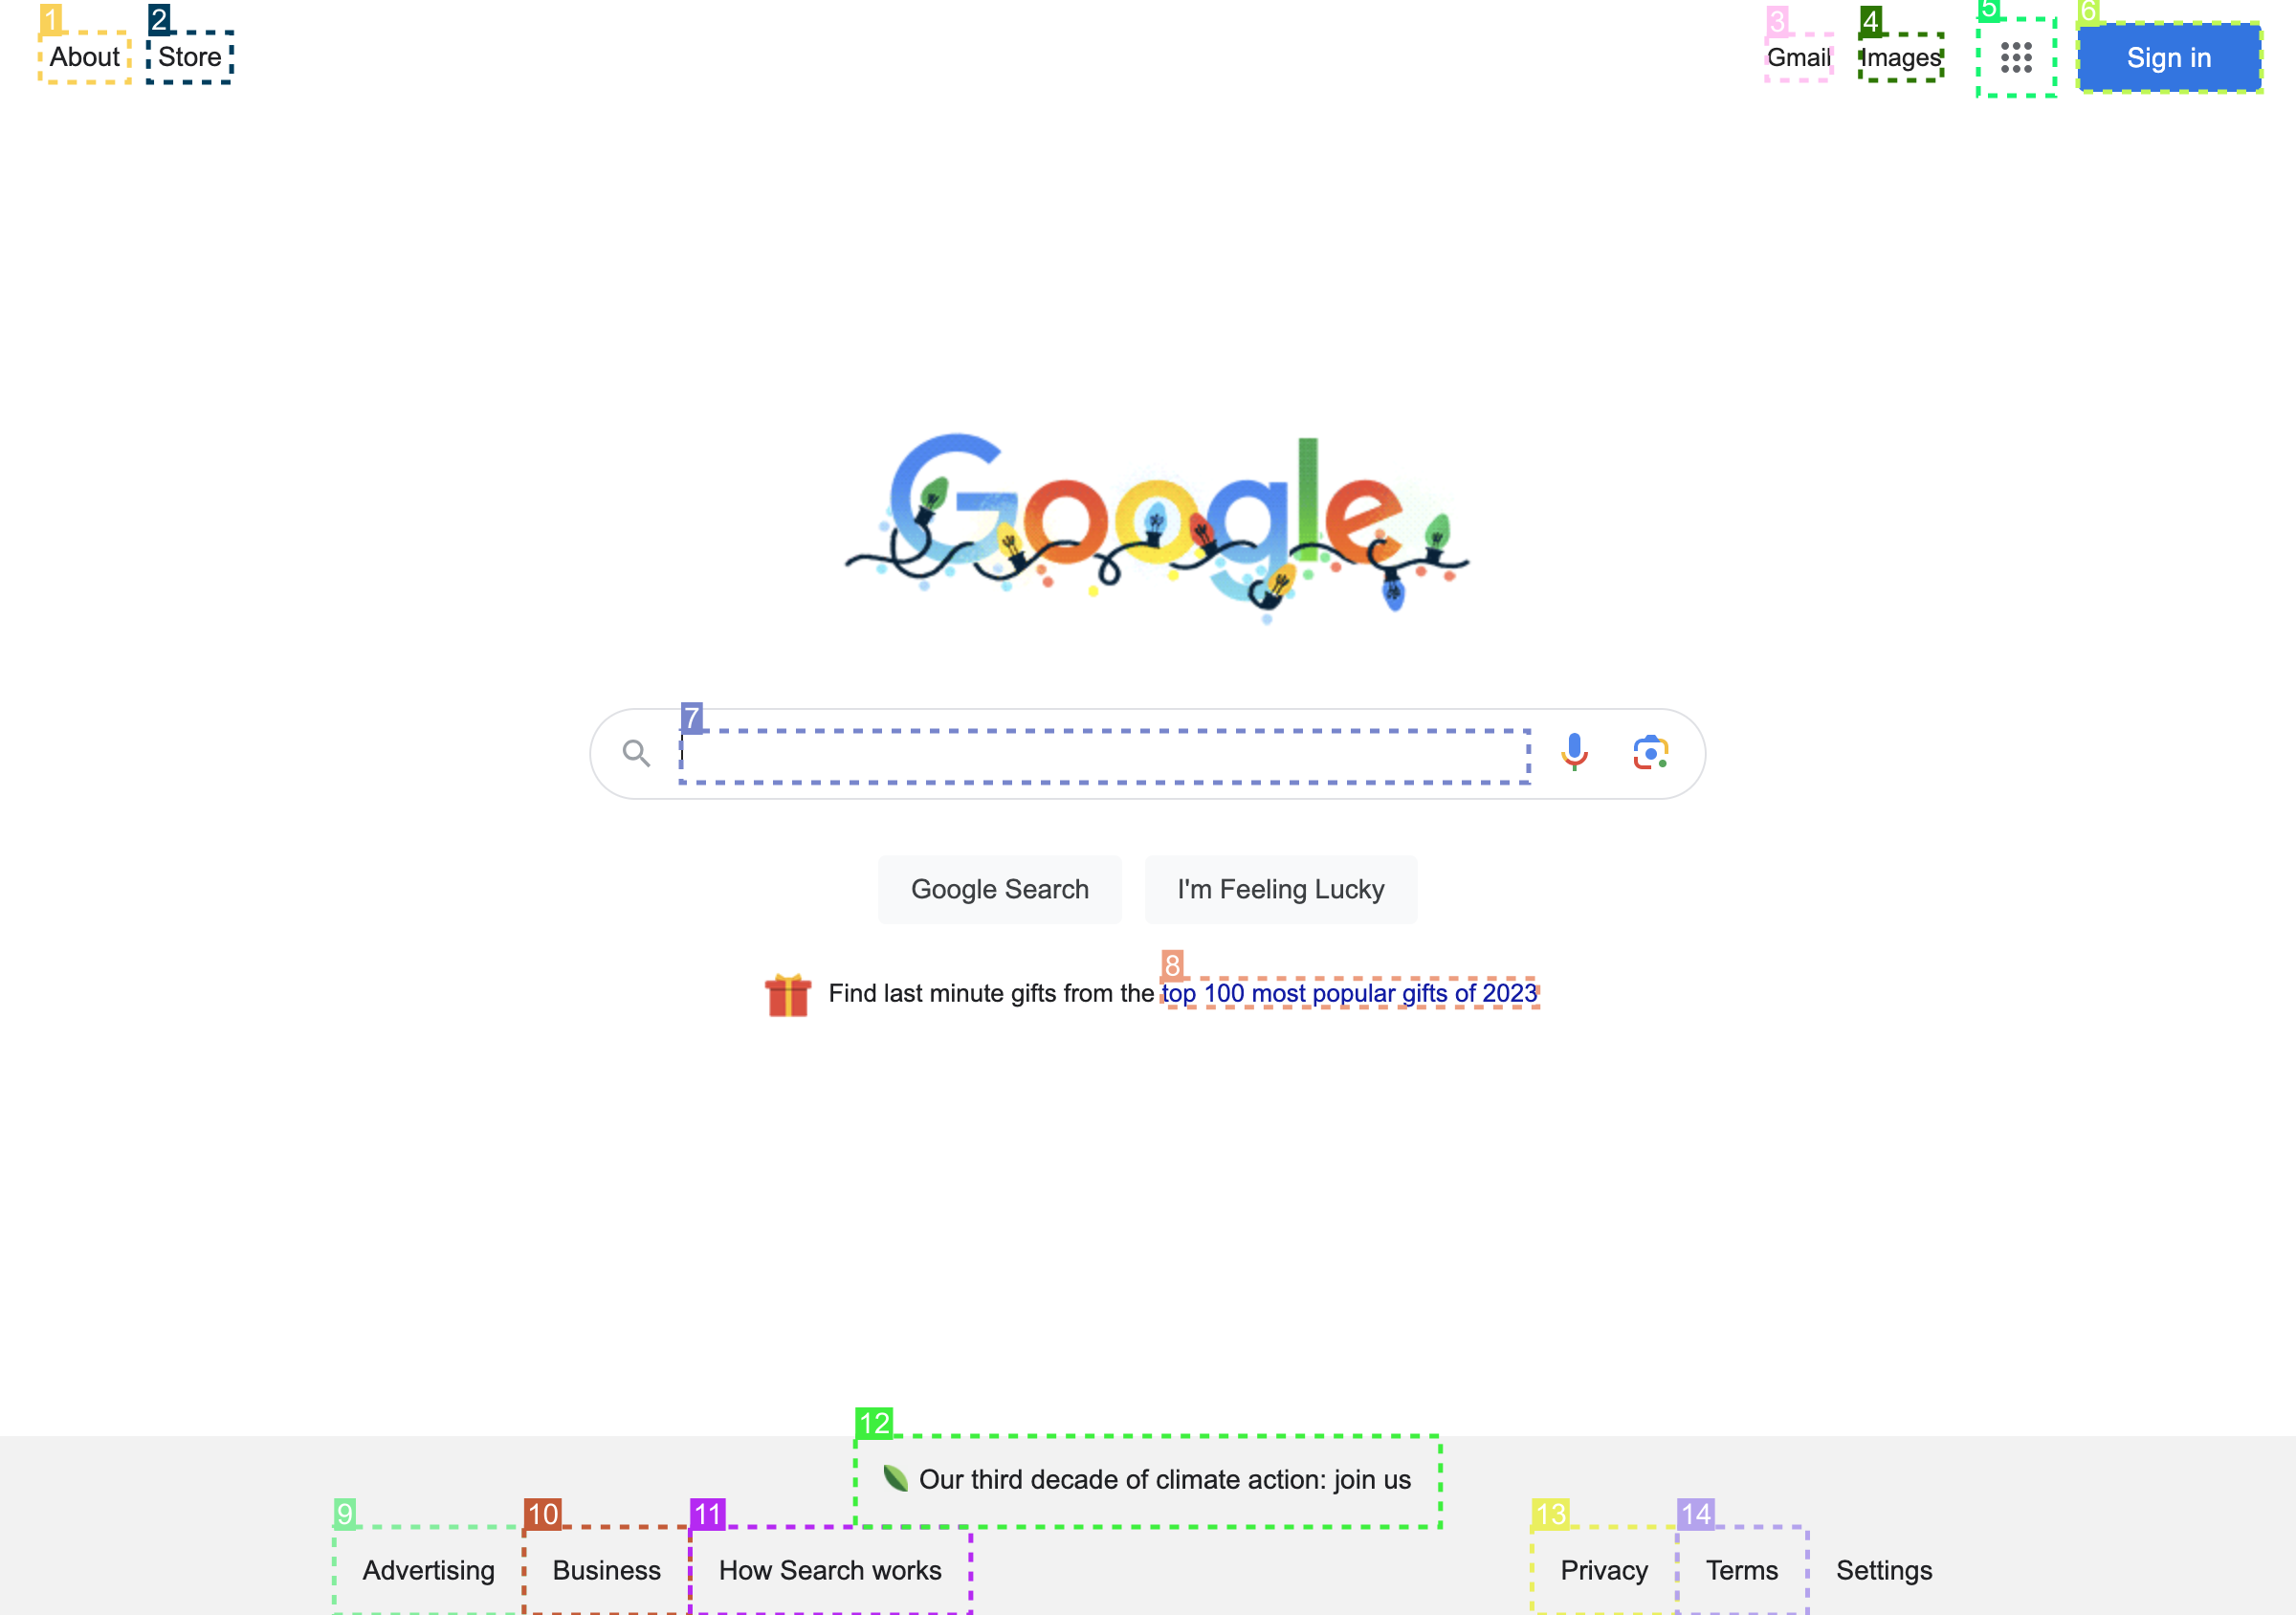 1 2 3 4 5 6
About Store Gmail Images Sign in
Google
7
Google Search I'm Feeling Lucky
8
Find last minute gifts from the top 100 most popular gifts of 2023
12
Our third decade of climate action: join us
9 10 11 13 14
Advertising Business How Search works Privacy Terms Settings